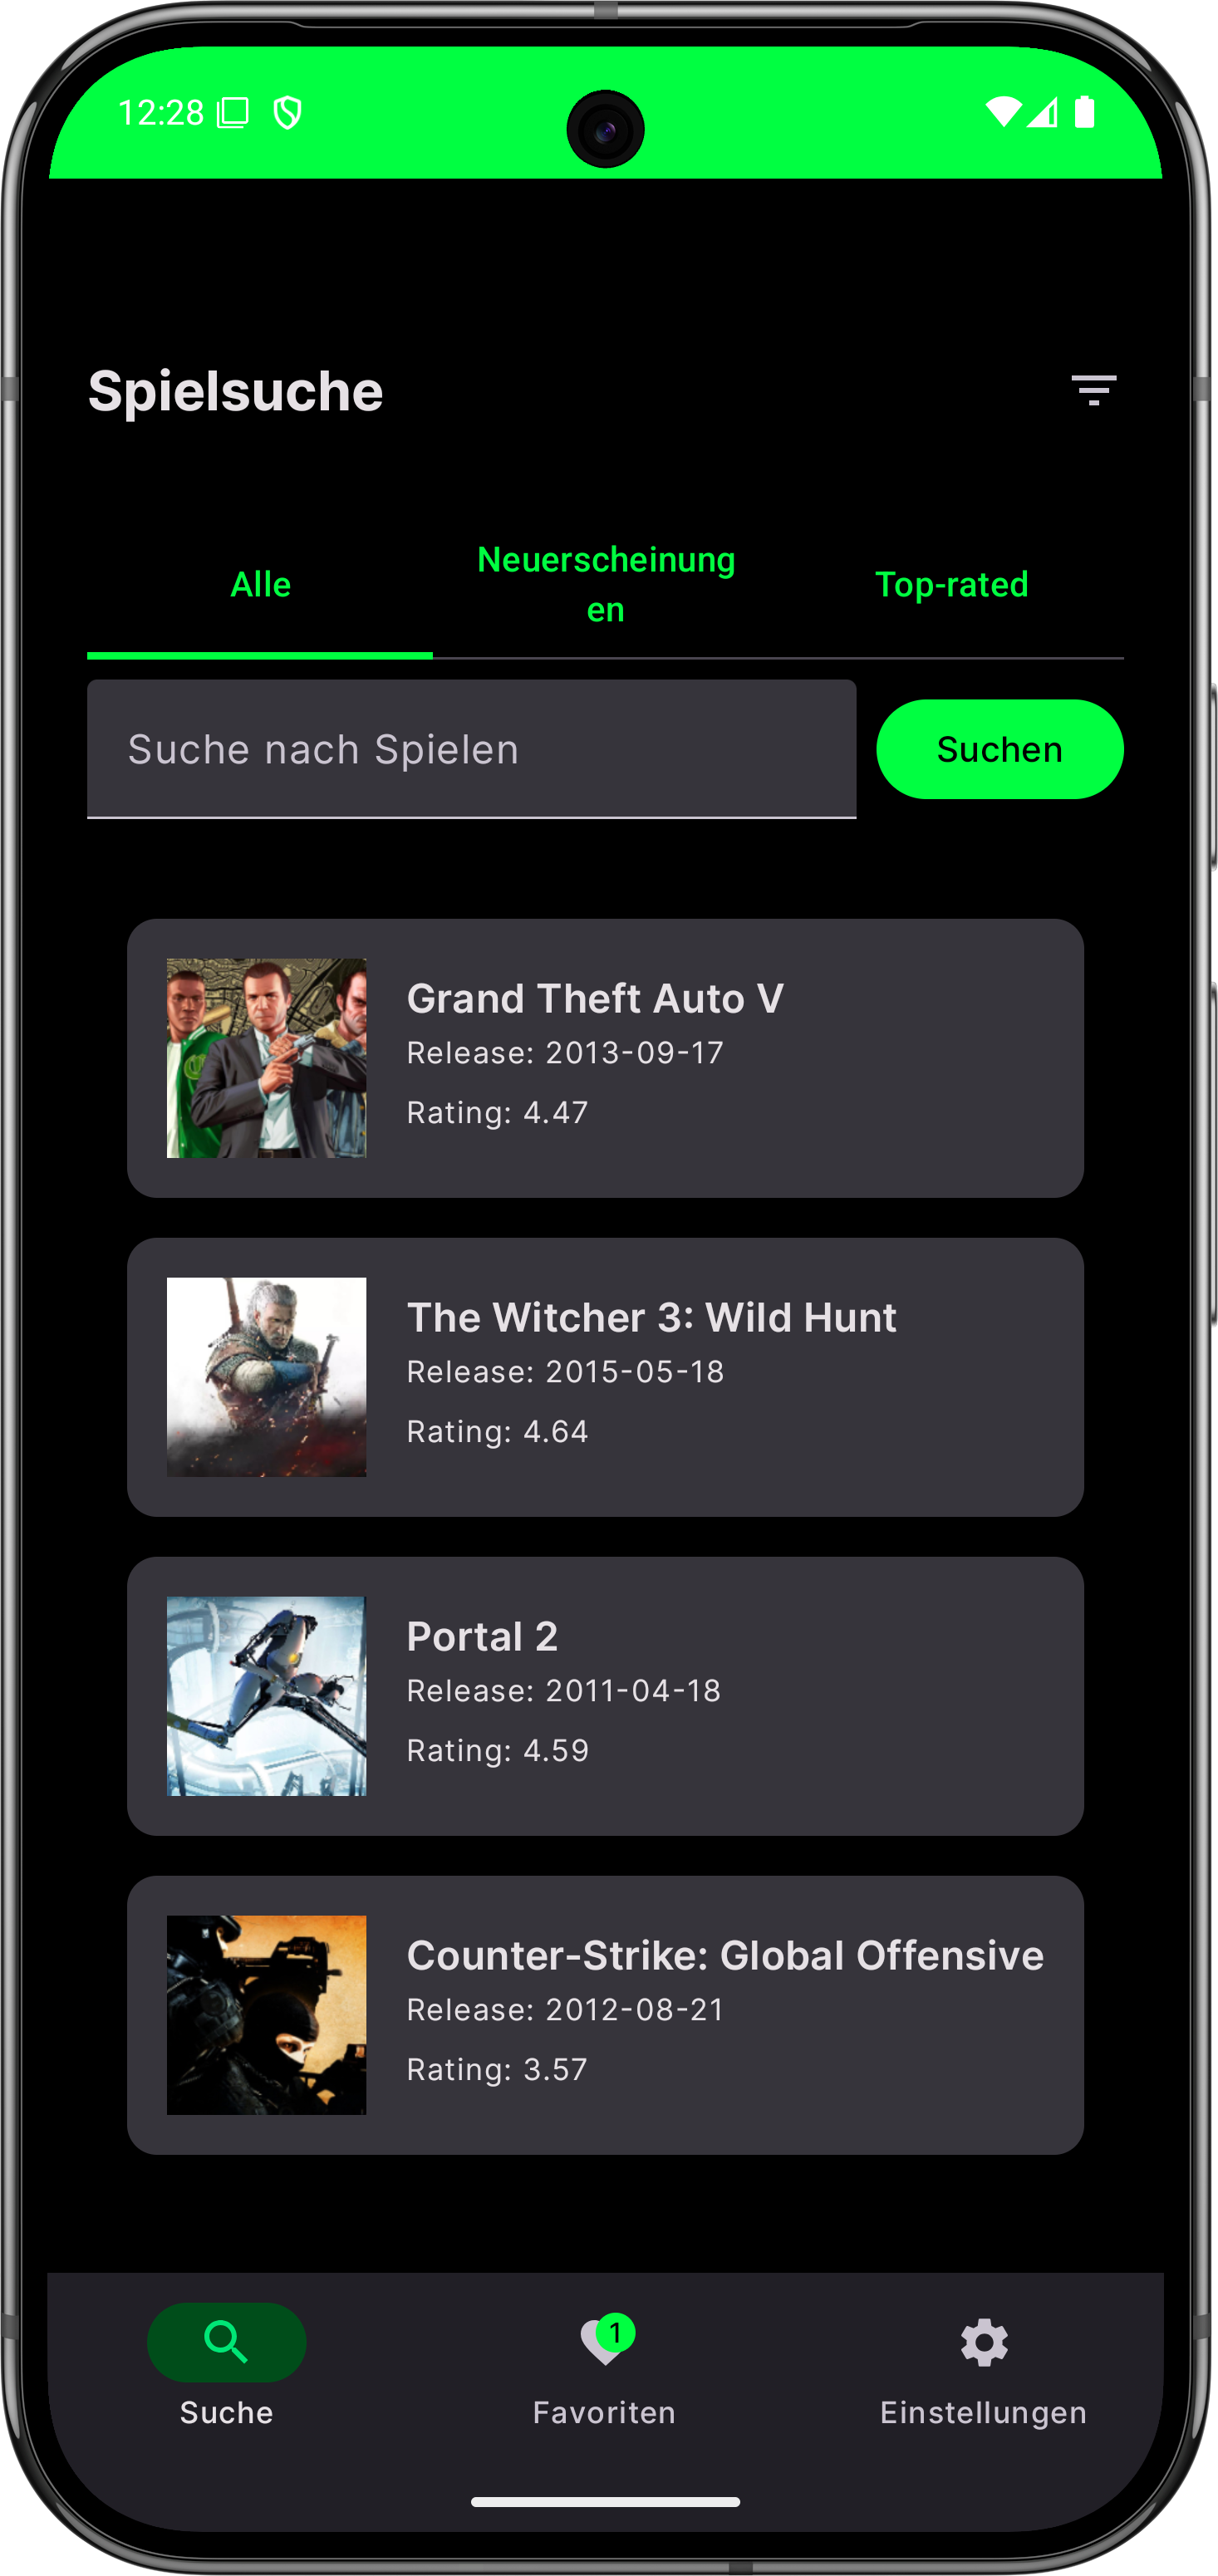 12:28
Spielsuche
Alle
Neuerscheinung
en
Top-rated
Suche nach Spielen
Suchen
Grand Theft Auto V
Release: 2013-09-17
Rating: 4.47
The Witcher 3: Wild Hunt
Release: 2015-05-18
Rating: 4.64
Portal 2
Release: 2011-04-18
Rating: 4.59
Counter-Strike: Global Offensive
Release: 2012-08-21
Rating: 3.57
1
Suche
Favoriten
Einstellungen